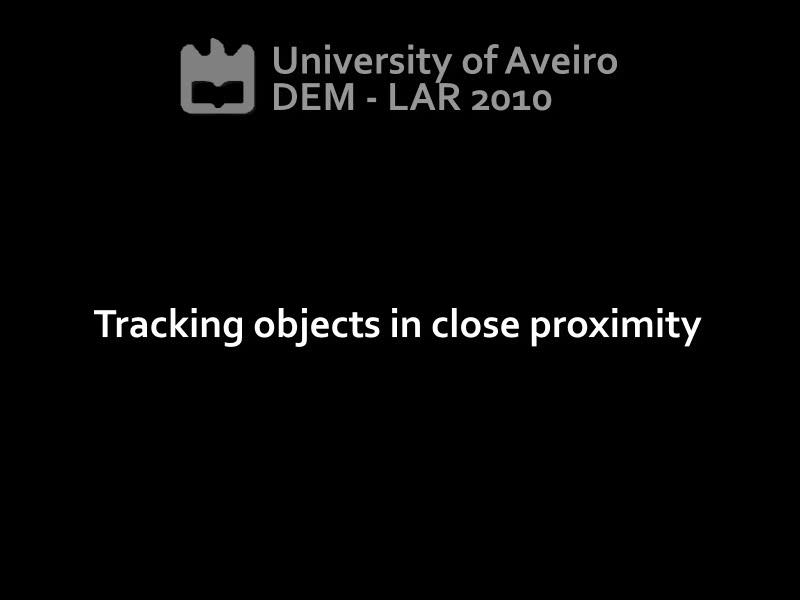 University of Aveiro
DEM - LAR 2010
Tracking objects in close proximity